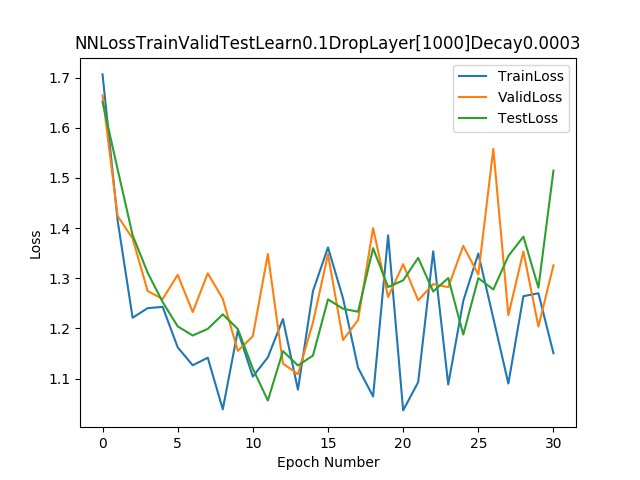 NNLossTrainValidTestLearn0.1DropLayer[1000]Decay0.0003
TrainLoss
ValidLoss
TestLoss
Loss
1.7
1.6
1.5
1.4
1.3
1.2
1.1
0 5 10 15 20 25 30
Epoch Number